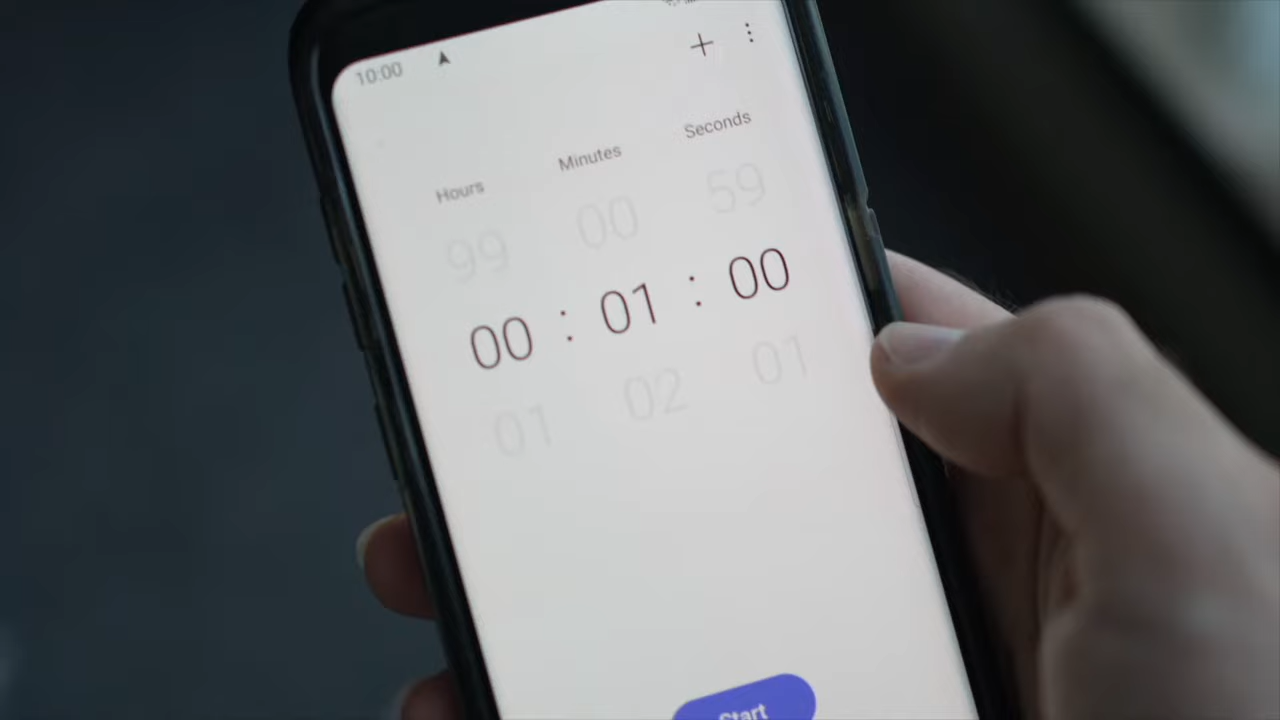 10:00
Hours Minutes Seconds
99 00 59
00 : 01 : 00
01 02 01
Start